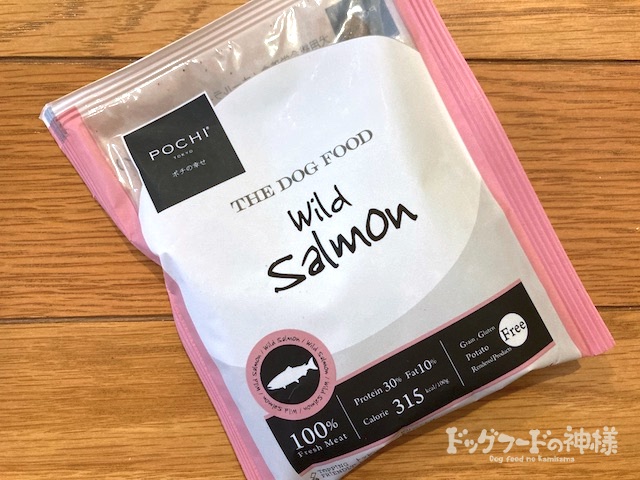 POCHI
TOKYO
ポチの幸せ
THE DOG FOOD
Wild
Salmon
Wild Salmon / Wild Salmon / Wild Salmon / Wild Salmon /
100%
Fresh Meat
Protein 30% Fat 10%
Calorie 315 kcal/100g
Grain, Gluten
Potato
Rendered Products
Free
TOPPING
FRIEND
ドッグフードの神様
Dog food no Kamisama